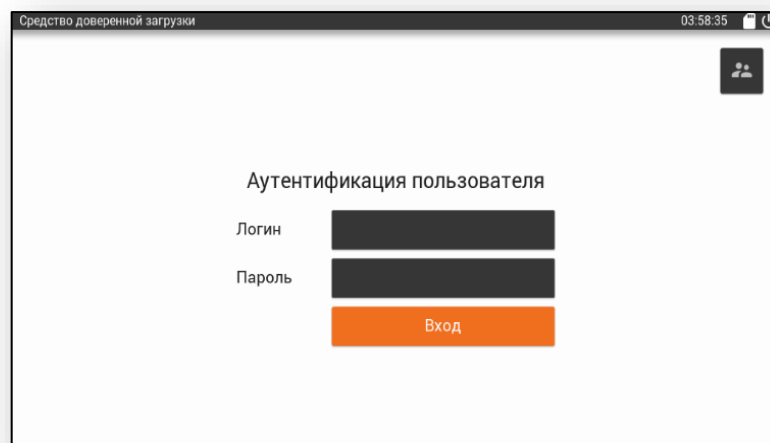 Средство доверенной загрузки 03:58:35
Аутентификация пользователя
Логин
Пароль
Вход